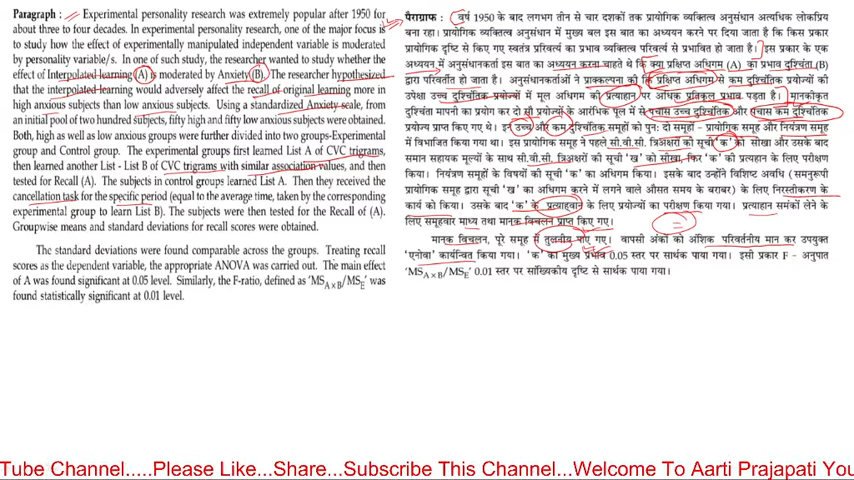 Paragraph : Experimental personality research was extremely popular after 1950 for
about three to four decades. In experimental personality research, one of the major focus is
to study how the effect of experimentally manipulated independent variable is moderated
by personality variable/s. In one of such study, the researcher wanted to study whether the
effect of Interpolated learning (A) is moderated by Anxiety (B). The researcher hypothesized
that the interpolated learning would adversely affect the recall of original learning more in
high anxious subjects than low anxious subjects. Using a standardized Anxiety scale, from
an initial pool of two hundred subjects, fifty high and fifty low anxious subjects were obtained.
Both, high as well as low anxious groups were further divided into two groups-Experimental
group and Control group. The experimental groups first learned List A of CVC trigrams,
then learned another List - List B of CVC trigrams with similar association values, and then
tested for Recall (A). The subjects in control groups learned List A. Then they received the
cancellation task for the specific period (equal to the average time, taken by the corresponding
experimental group to learn List B). The subjects were then tested for the Recall of (A).
Groupwise means and standard deviations for recall scores were obtained.
The standard deviations were found comparable across the groups. Treating recall
scores as the dependent variable, the appropriate ANOVA was carried out. The main effect
of A was found significant at 0.05 level. Similarly, the F-ratio, defined as 'MSA×B/MSE' was
found statistically significant at 0.01 level.
पैराग्राफ : वर्ष 1950 के बाद लगभग तीन से चार दशकों तक प्रायोगिक व्यक्तित्व अनुसंधान अत्यधिक लोकप्रिय
बना रहा। प्रायोगिक व्यक्तित्व अनुसंधान में मुख्य बल इस बात का अध्ययन करने पर दिया जाता है कि किस प्रकार
प्रायोगिक दृष्टि से किए गए स्वतंत्र प्ररिवर्त्य का प्रभाव व्यक्तित्व परिवर्त्य से प्रभावित हो जाता है। इस प्रकार के एक
अध्ययन में अनुसंधानकर्ता इस बात का अध्ययन करना चाहते थे कि क्या प्रक्षिप्त अधिगम (A) का प्रभाव दुश्चिंता (B)
द्वारा परिवर्तित हो जाता है। अनुसंधानकर्ताओं ने प्राक्कल्पना की कि प्रक्षिप्त अधिगम से कम दुश्चिंतिक प्रयोज्यों की
उपेक्षा उच्च दुश्चिंतिक प्रयोज्यों में मूल अधिगम की प्रत्याहान पर अधिक प्रतिकूल प्रभाव पड़ता है। मानकीकृत
दुश्चिंता मापनी का प्रयोग कर दो सौ प्रयोज्यों के आरंभिक पूल में से पचास उच्च दुश्चिंतिक और पचास कम दुश्चिंतिक
प्रयोज्य प्राप्त किए गए थे। इन उच्च और कम दुश्चिंतिक समूहों को पुन: दो समूहों - प्रायोगिक समूह और नियंत्रण समूह
में विभाजित किया गया था। इस प्रायोगिक समूह ने पहले सी.वी.सी. त्रिअक्षरों की सूची 'क' को सीखा और उसके बाद
समान साहचय मूल्यों के साथ सी.वी.सी. त्रिअक्षरों की सूची 'ख' को सीखा, फिर 'क' की प्रत्याहान के लिए परीक्षण
किया। नियंत्रण समूहों के विषयों की सूची 'क' का अधिगम किया। इसके बाद उन्होंने विशिष्ट अवधि (समनुरूपी
प्रायोगिक समूह द्वारा सूची 'ख' का अधिगम करने में लगने वाले औसत समय के बराबर) के लिए निरस्तीकरण के
कार्य को किया। उसके बाद 'क' के प्रत्याहवान के लिए प्रयोज्यों का परीक्षण किया गया। प्रत्याहान समंकों लेने के
लिए समूहवार माध्य तथा मानक विचलन प्राप्त किए गए।
मानक विचलन, पूरे समूह में तुलनीय पाए गए। वापसी अंकों को अंशिक परिवर्तनीय मान कर उपयुक्त
'एनोवा' कार्यन्वित किया गया। 'क' का मुख्य प्रभाव 0.05 स्तर पर सार्थक पाया गया। इसी प्रकार F - अनुपात
'MSA×B/MSE' 0.01 स्तर पर सांख्यिकीय दृष्टि से सार्थक पाया गया।
Tube Channel.....Please Like...Share...Subscribe This Channel...Welcome To Aarti Prajapati You